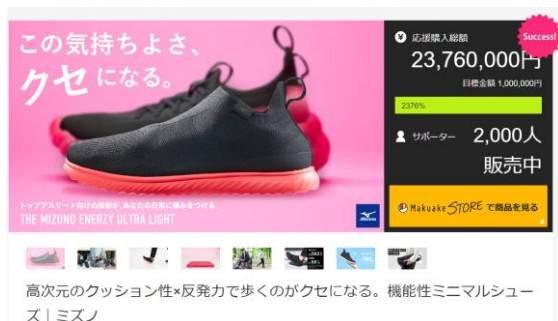 この気持ちよさ、
クセになる。
トップアスリート向けの技術が、あなたの日常に弾みをつける。
THE MIZUNO ENERZY ULTRA LIGHT
MIZUNO
応援購入総額
Success!
23,760,000円
目標金額 1,000,000円
2376%
サポーター 2,000人
販売中
Makuake STORE で商品を見る
高次元のクッション性×反発力で歩くのがクセになる。機能性ミニマルシュー
ズ｜ミズノ